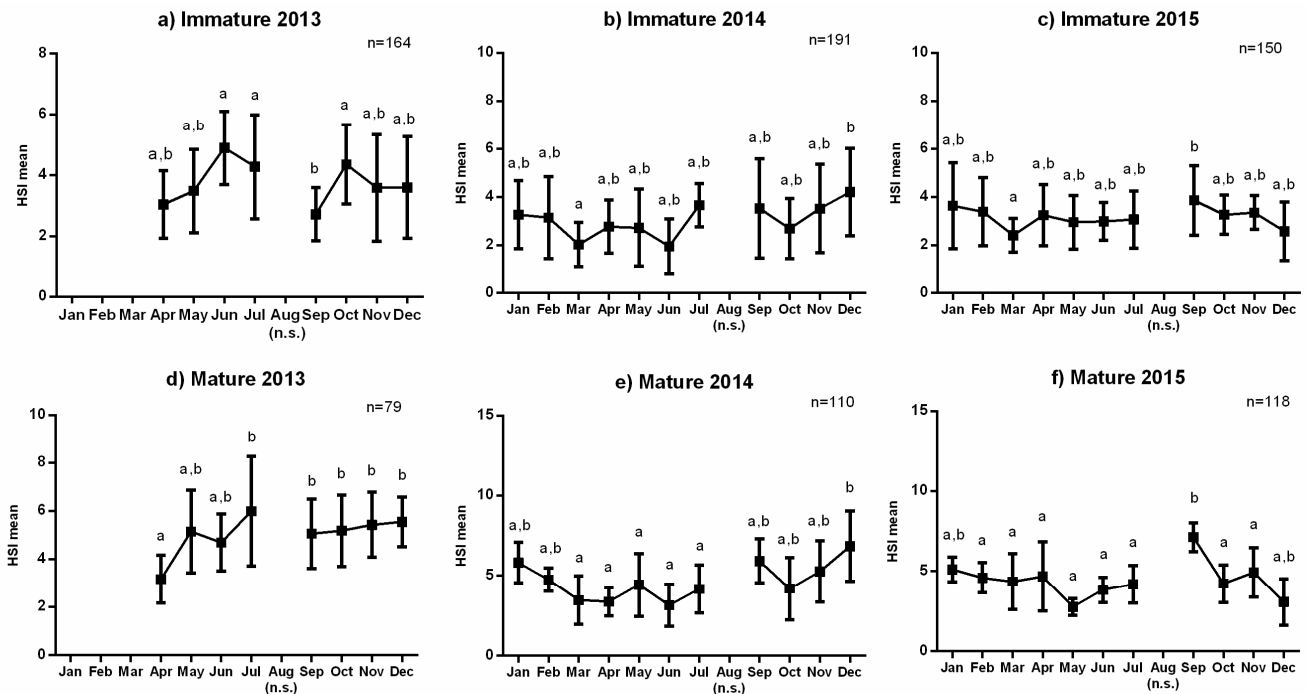 a) Immature 2013
n=164
HSI mean
8
6
4
2
0
a,b
a,b
a
a
b
a
a,b
a,b
Jan Feb Mar Apr May Jun Jul Aug Sep Oct Nov Dec
(n.s.)
b) Immature 2014
n=191
HSI mean
10
8
6
4
2
0
a,b
a,b
a
a,b
a,b
a,b
a,b
a,b
a,b
a,b
b
Jan Feb Mar Apr May Jun Jul Aug Sep Oct Nov Dec
(n.s.)
c) Immature 2015
n=150
HSI mean
10
8
6
4
2
0
a,b
a,b
a
a,b
a,b
a,b
a,b
b
a,b
a,b
a,b
Jan Feb Mar Apr May Jun Jul Aug Sep Oct Nov Dec
(n.s.)
d) Mature 2013
n=79
HSI mean
10
8
6
4
2
0
a
a,b
a,b
b
b
b
b
b
Jan Feb Mar Apr May Jun Jul Aug Sep Oct Nov Dec
(n.s.)
e) Mature 2014
n=110
HSI mean
15
10
5
0
a,b
a,b
a
a
a
a
a
a,b
a,b
a,b
b
Jan Feb Mar Apr May Jun Jul Aug Sep Oct Nov Dec
(n.s.)
f) Mature 2015
n=118
HSI mean
15
10
5
0
a,b
a
a
a
a
a
a
b
a
a
a,b
Jan Feb Mar Apr May Jun Jul Aug Sep Oct Nov Dec
(n.s.)